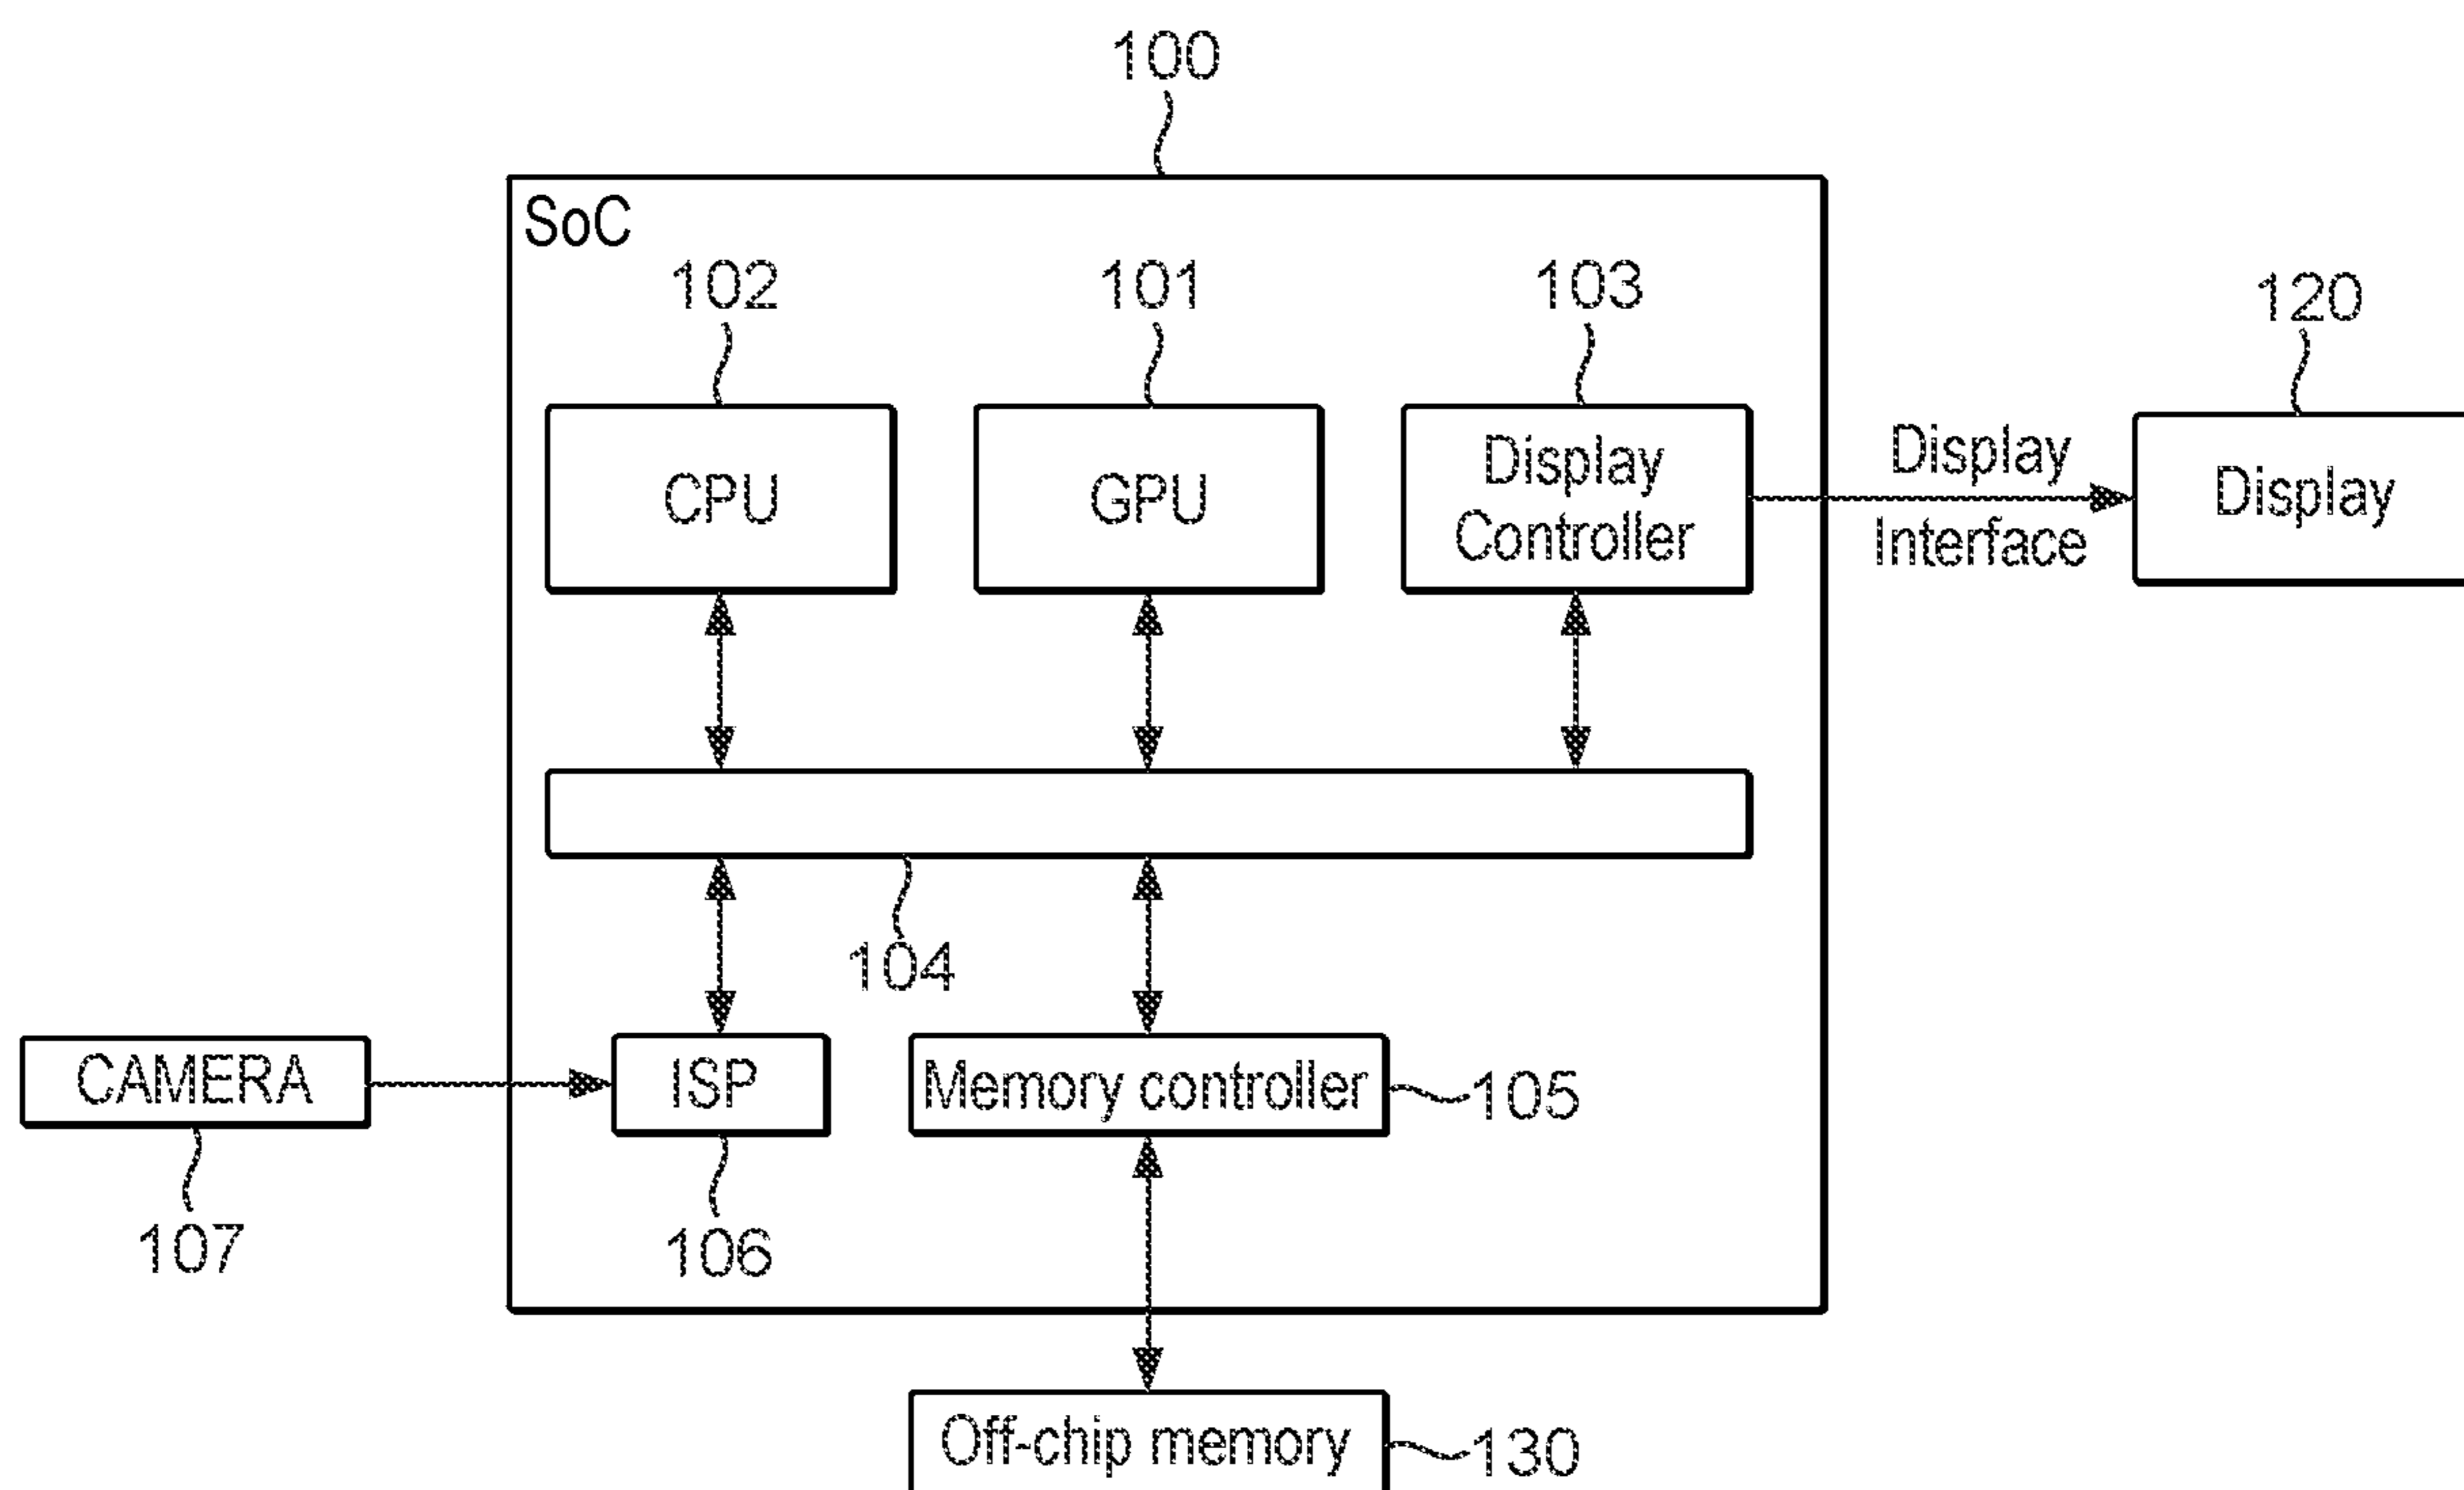 100
SoC
102
101
103
120
CPU
GPU
Display
Controller
Display
Interface
Display
104
CAMERA
ISP
Memory controller
105
107
106
Off-chip memory
130